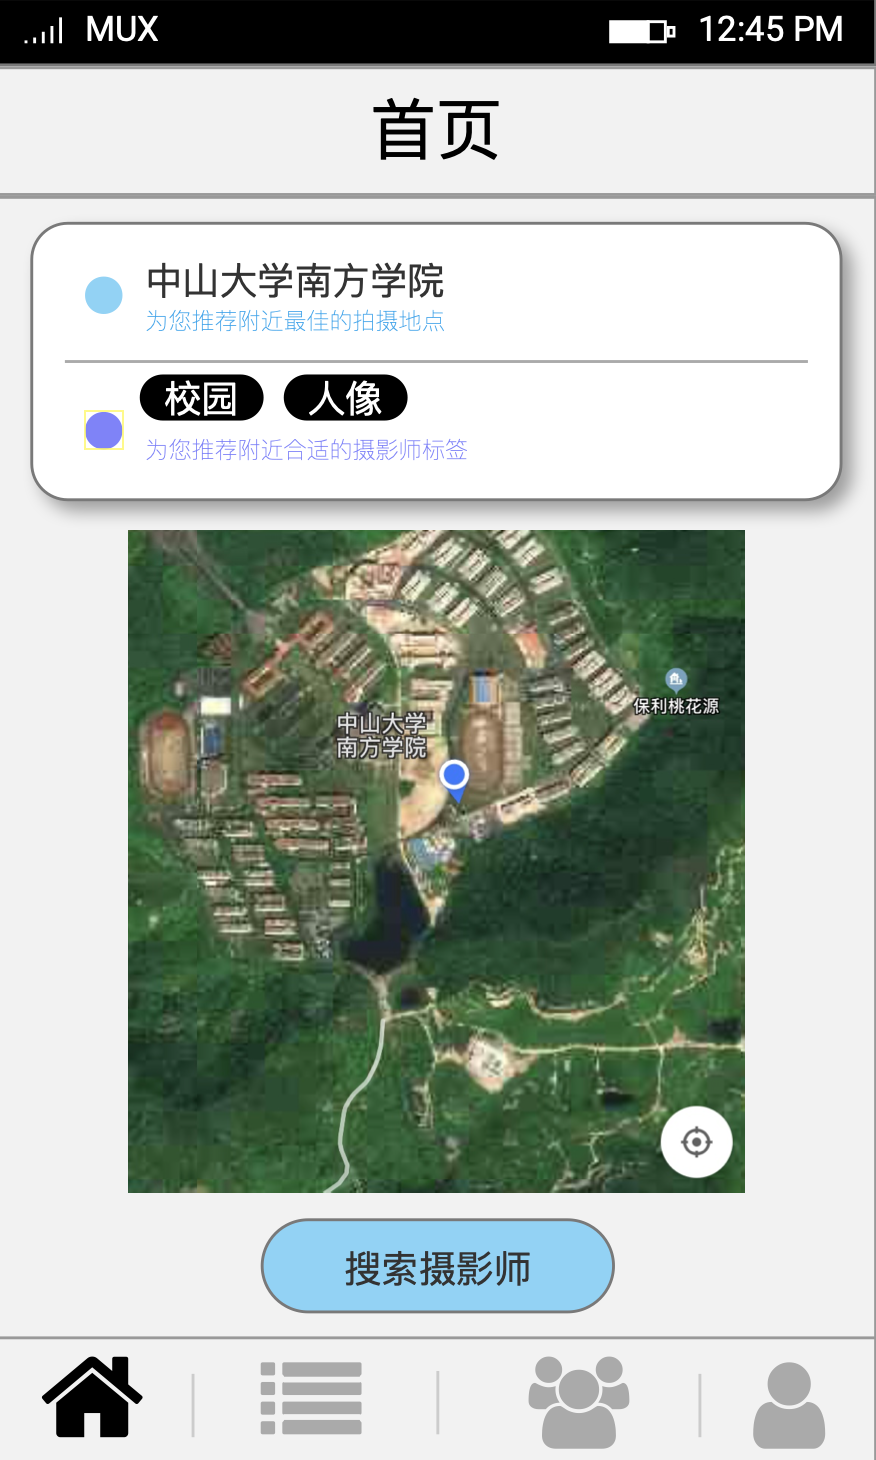 MUX
12:45 PM
首页
中山大学南方学院
为您推荐附近最佳的拍摄地点
校园
人像
为您推荐附近合适的摄影师标签
保利桃花源
中山大学
南方学院
搜索摄影师